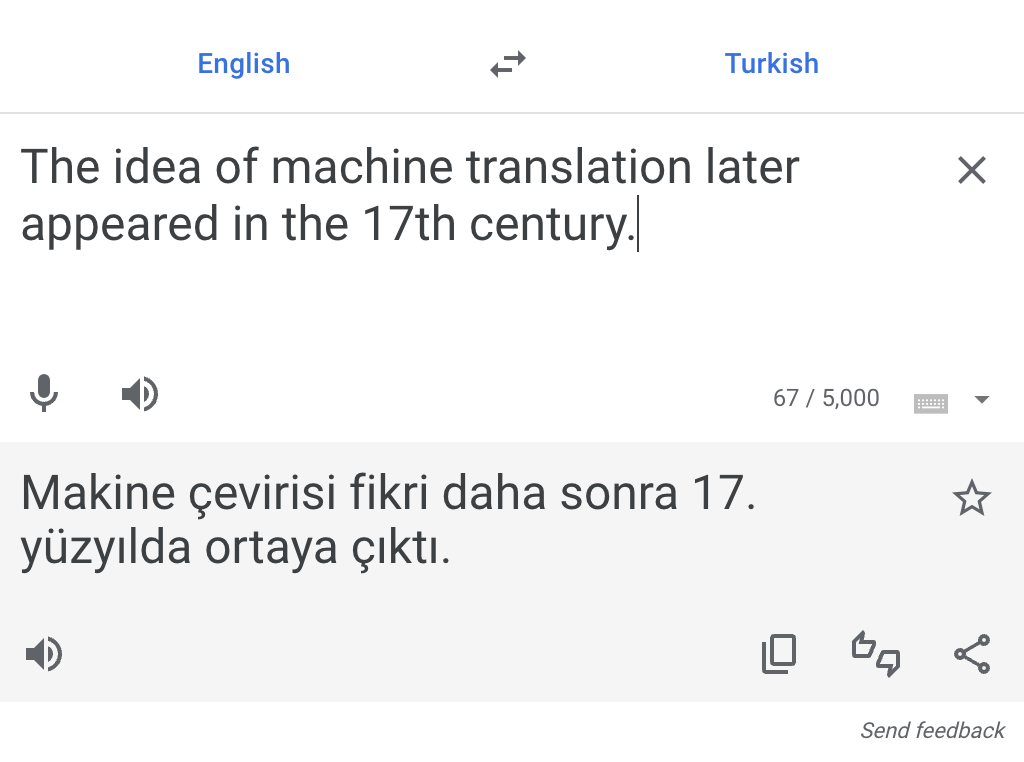 English
Turkish
The idea of machine translation later
appeared in the 17th century.
67 / 5,000
Makine çevirisi fikri daha sonra 17.
yüzyılda ortaya çıktı.
Send feedback